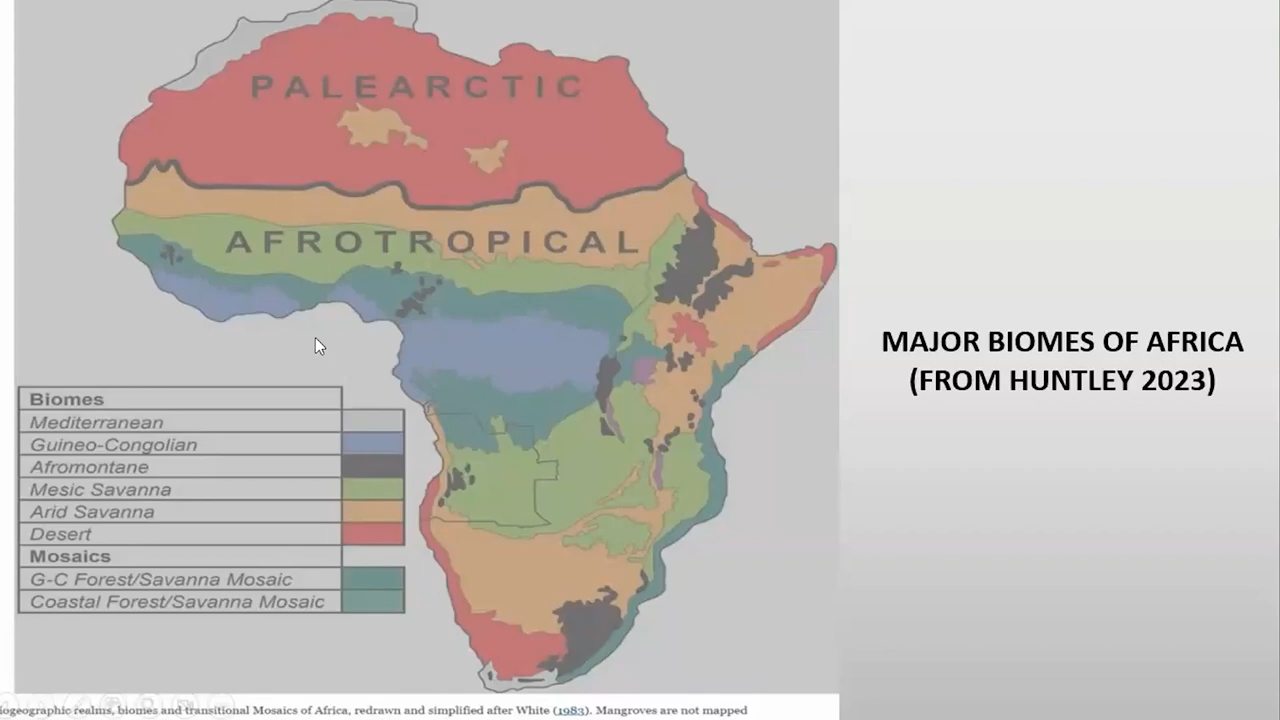 PALEARCTIC
AFROTROPICAL
MAJOR BIOMES OF AFRICA
(FROM HUNTLEY 2023)
Biomes
Mediterranean
Guineo-Congolian
Afromontane
Mesic Savanna
Arid Savanna
Desert
Mosaics
G-C Forest/Savanna Mosaic
Coastal Forest/Savanna Mosaic
iogeographic realms, biomes and transitional Mosaics of Africa, redrawn and simplified after White (1983). Mangroves are not mapped